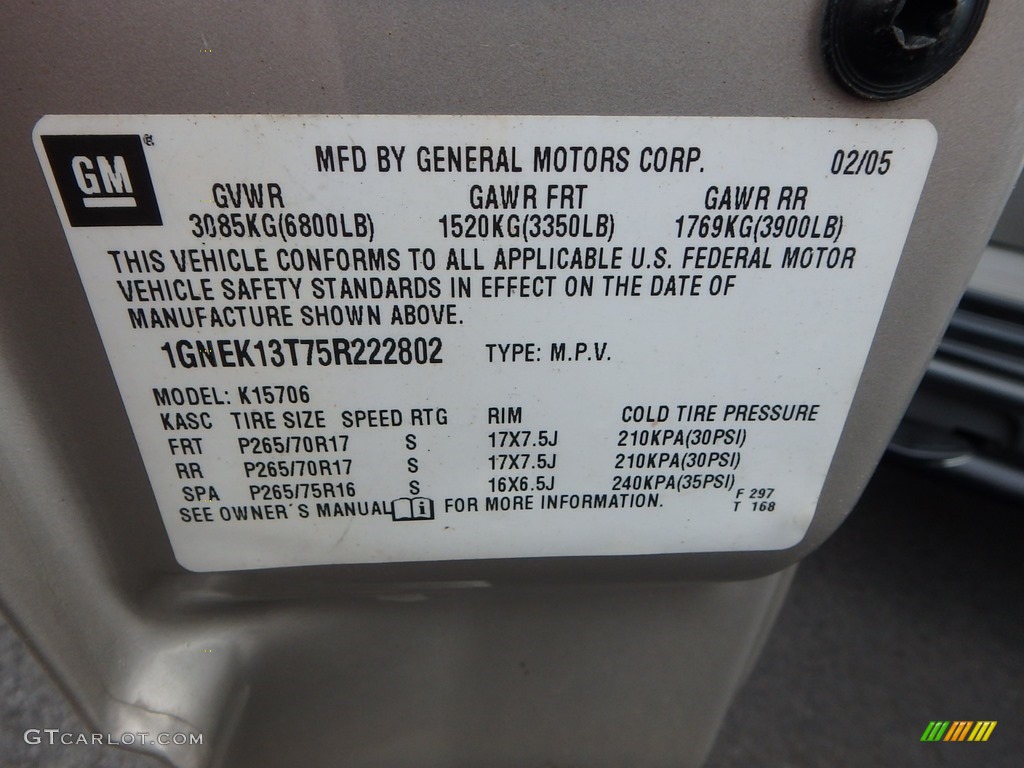 GM
MFD BY GENERAL MOTORS CORP. 02/05
GVWR GAWR FRT GAWR RR
3085KG(6800LB) 1520KG(3350LB) 1769KG(3900LB)
THIS VEHICLE CONFORMS TO ALL APPLICABLE U.S. FEDERAL MOTOR
VEHICLE SAFETY STANDARDS IN EFFECT ON THE DATE OF
MANUFACTURE SHOWN ABOVE.
1GNEK13T75R222802 TYPE: M.P.V.
MODEL: K15706
KASC TIRE SIZE SPEED RTG RIM COLD TIRE PRESSURE
FRT P265/70R17 S 17X7.5J 210KPA(30PSI)
RR P265/70R17 S 17X7.5J 210KPA(30PSI)
SPA P265/75R16 S 16X6.5J 240KPA(35PSI)
SEE OWNER'S MANUAL i FOR MORE INFORMATION.
F 297
T 168
GTCARLOT.COM